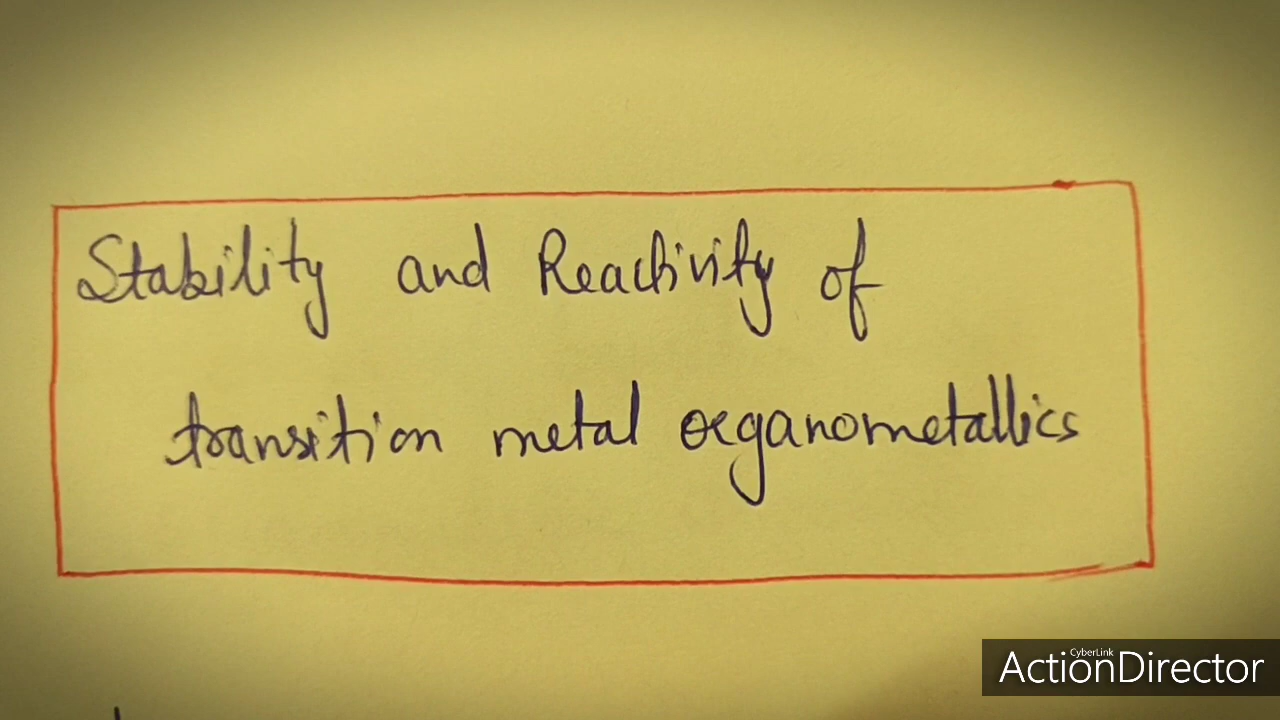 Stability and Reactivity of
transition metal organometallics
CyberLink
ActionDirector